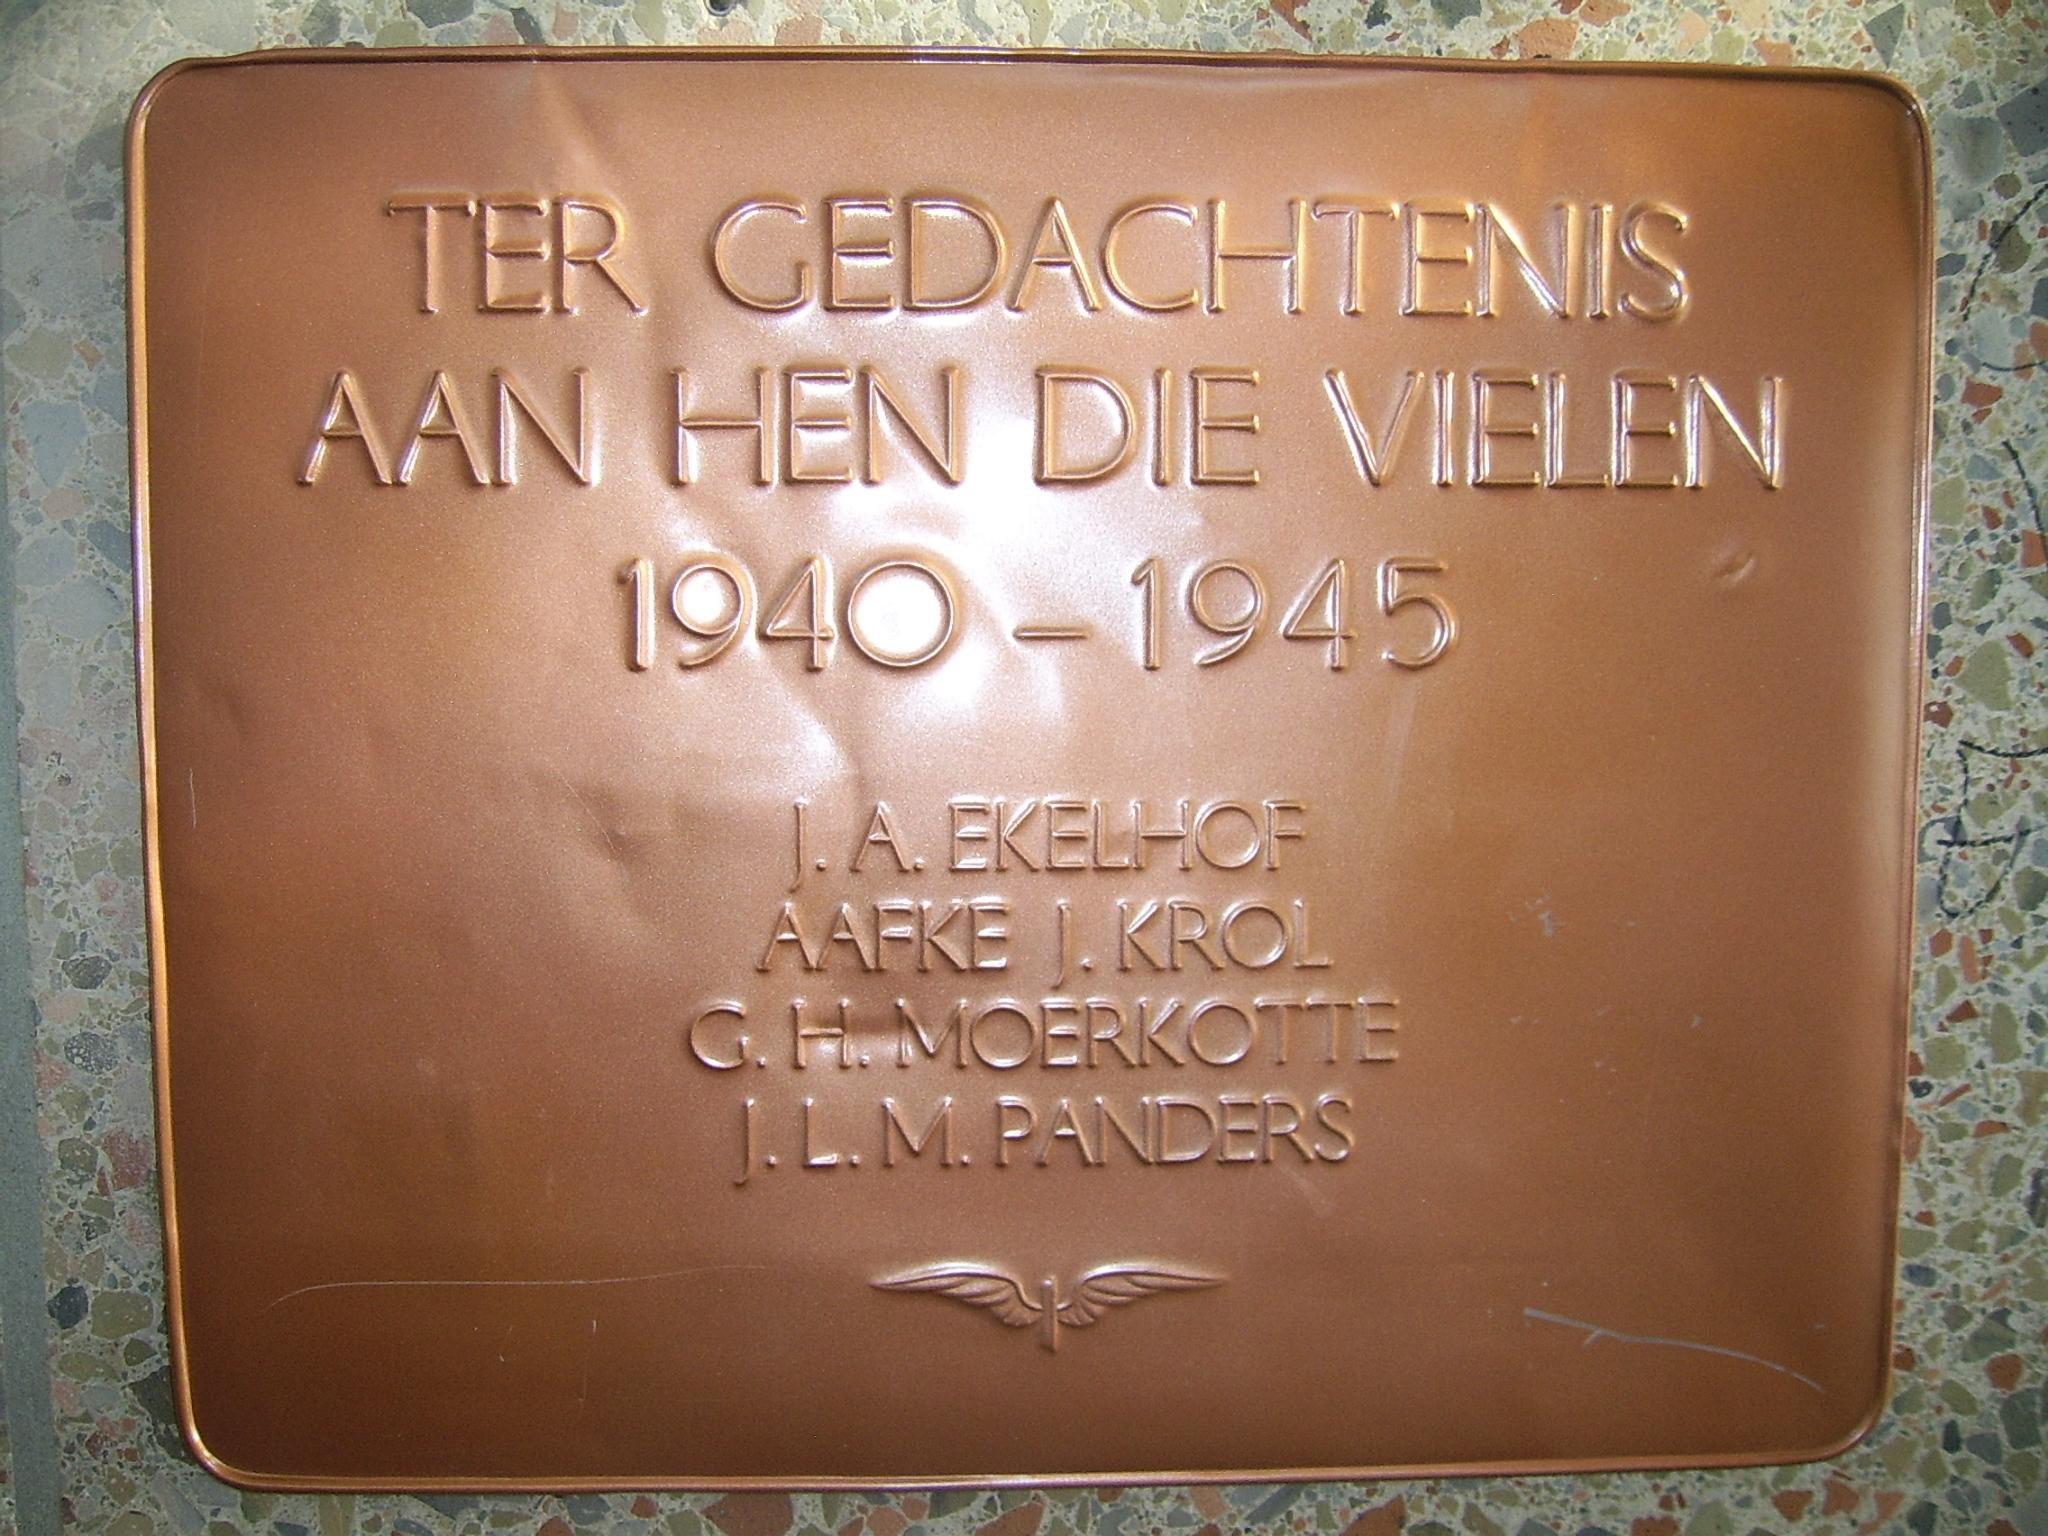 TER GEDACHTENIS
AAN HEN DIE VIELEN
1940 – 1945
J. A. EKELHOF
AAFKE J. KROL
G. H. MOERKOTTE
J. L. M. PANDERS